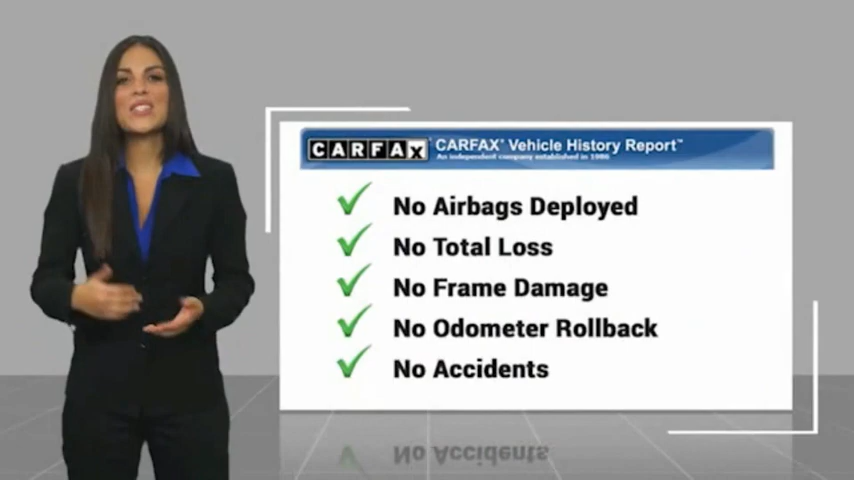 CARFAX CARFAX® Vehicle History Report™
An independent company established in 1986
No Airbags Deployed
No Total Loss
No Frame Damage
No Odometer Rollback
No Accidents
No Accidents